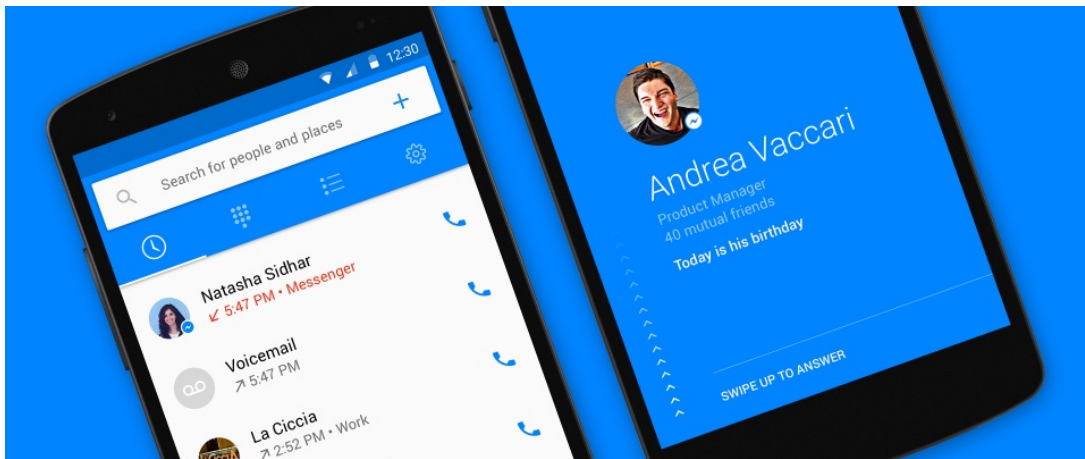 12:30
Search for people and places
Natasha Sidhar
5:47 PM • Messenger
Voicemail
5:47 PM
La Ciccia
2:52 PM • Work
Andrea Vaccari
Product Manager
40 mutual friends
Today is his birthday
SWIPE UP TO ANSWER